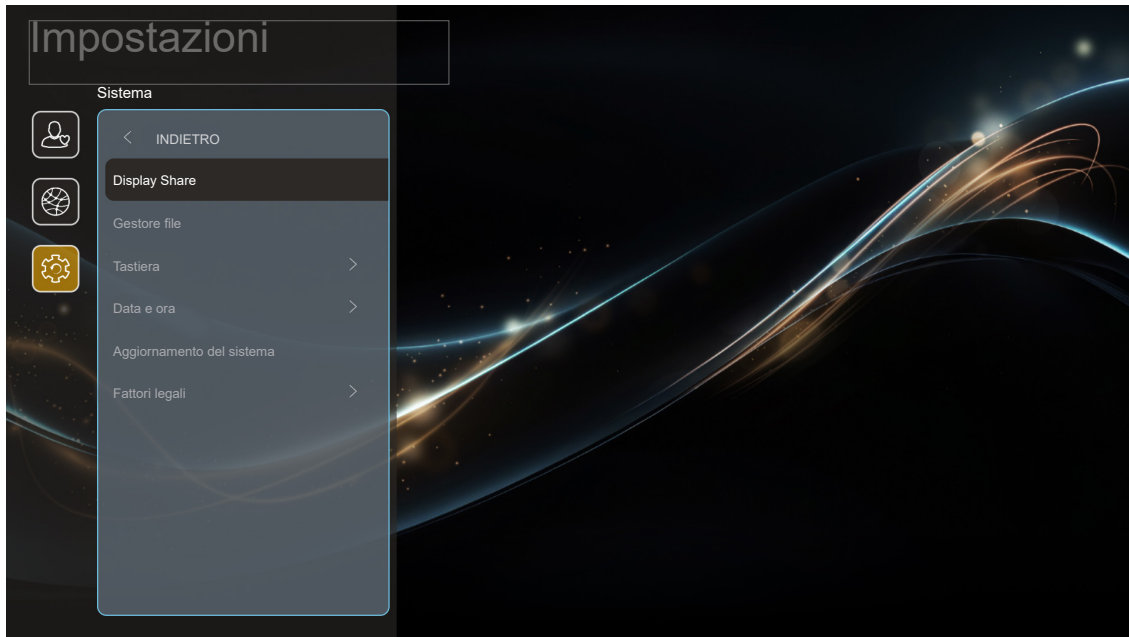 Impostazioni
Sistema
INDIETRO
Display Share
Gestore file
Tastiera
Data e ora
Aggiornamento del sistema
Fattori legali